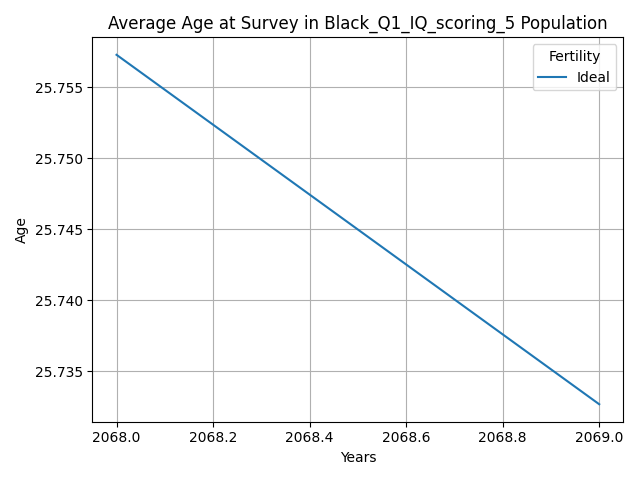 Average Age at Survey in Black_Q1_IQ_scoring_5 Population
Fertility
Ideal
25.755
25.750
25.745
25.740
25.735
Age
2068.0 2068.2 2068.4 2068.6 2068.8 2069.0
Years